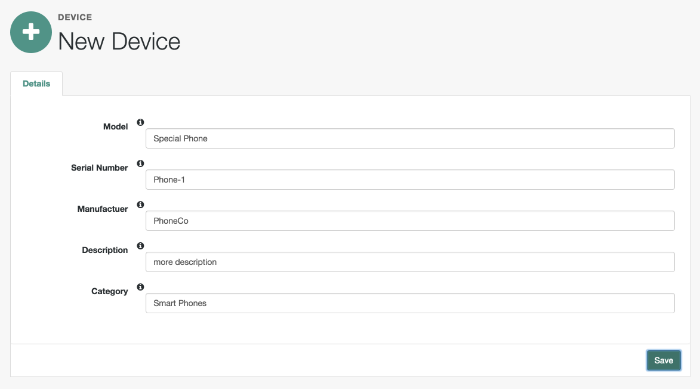 DEVICE
New Device
Details
Model
Special Phone
Serial Number
Phone-1
Manufactuer
PhoneCo
Description
more description
Category
Smart Phones
Save